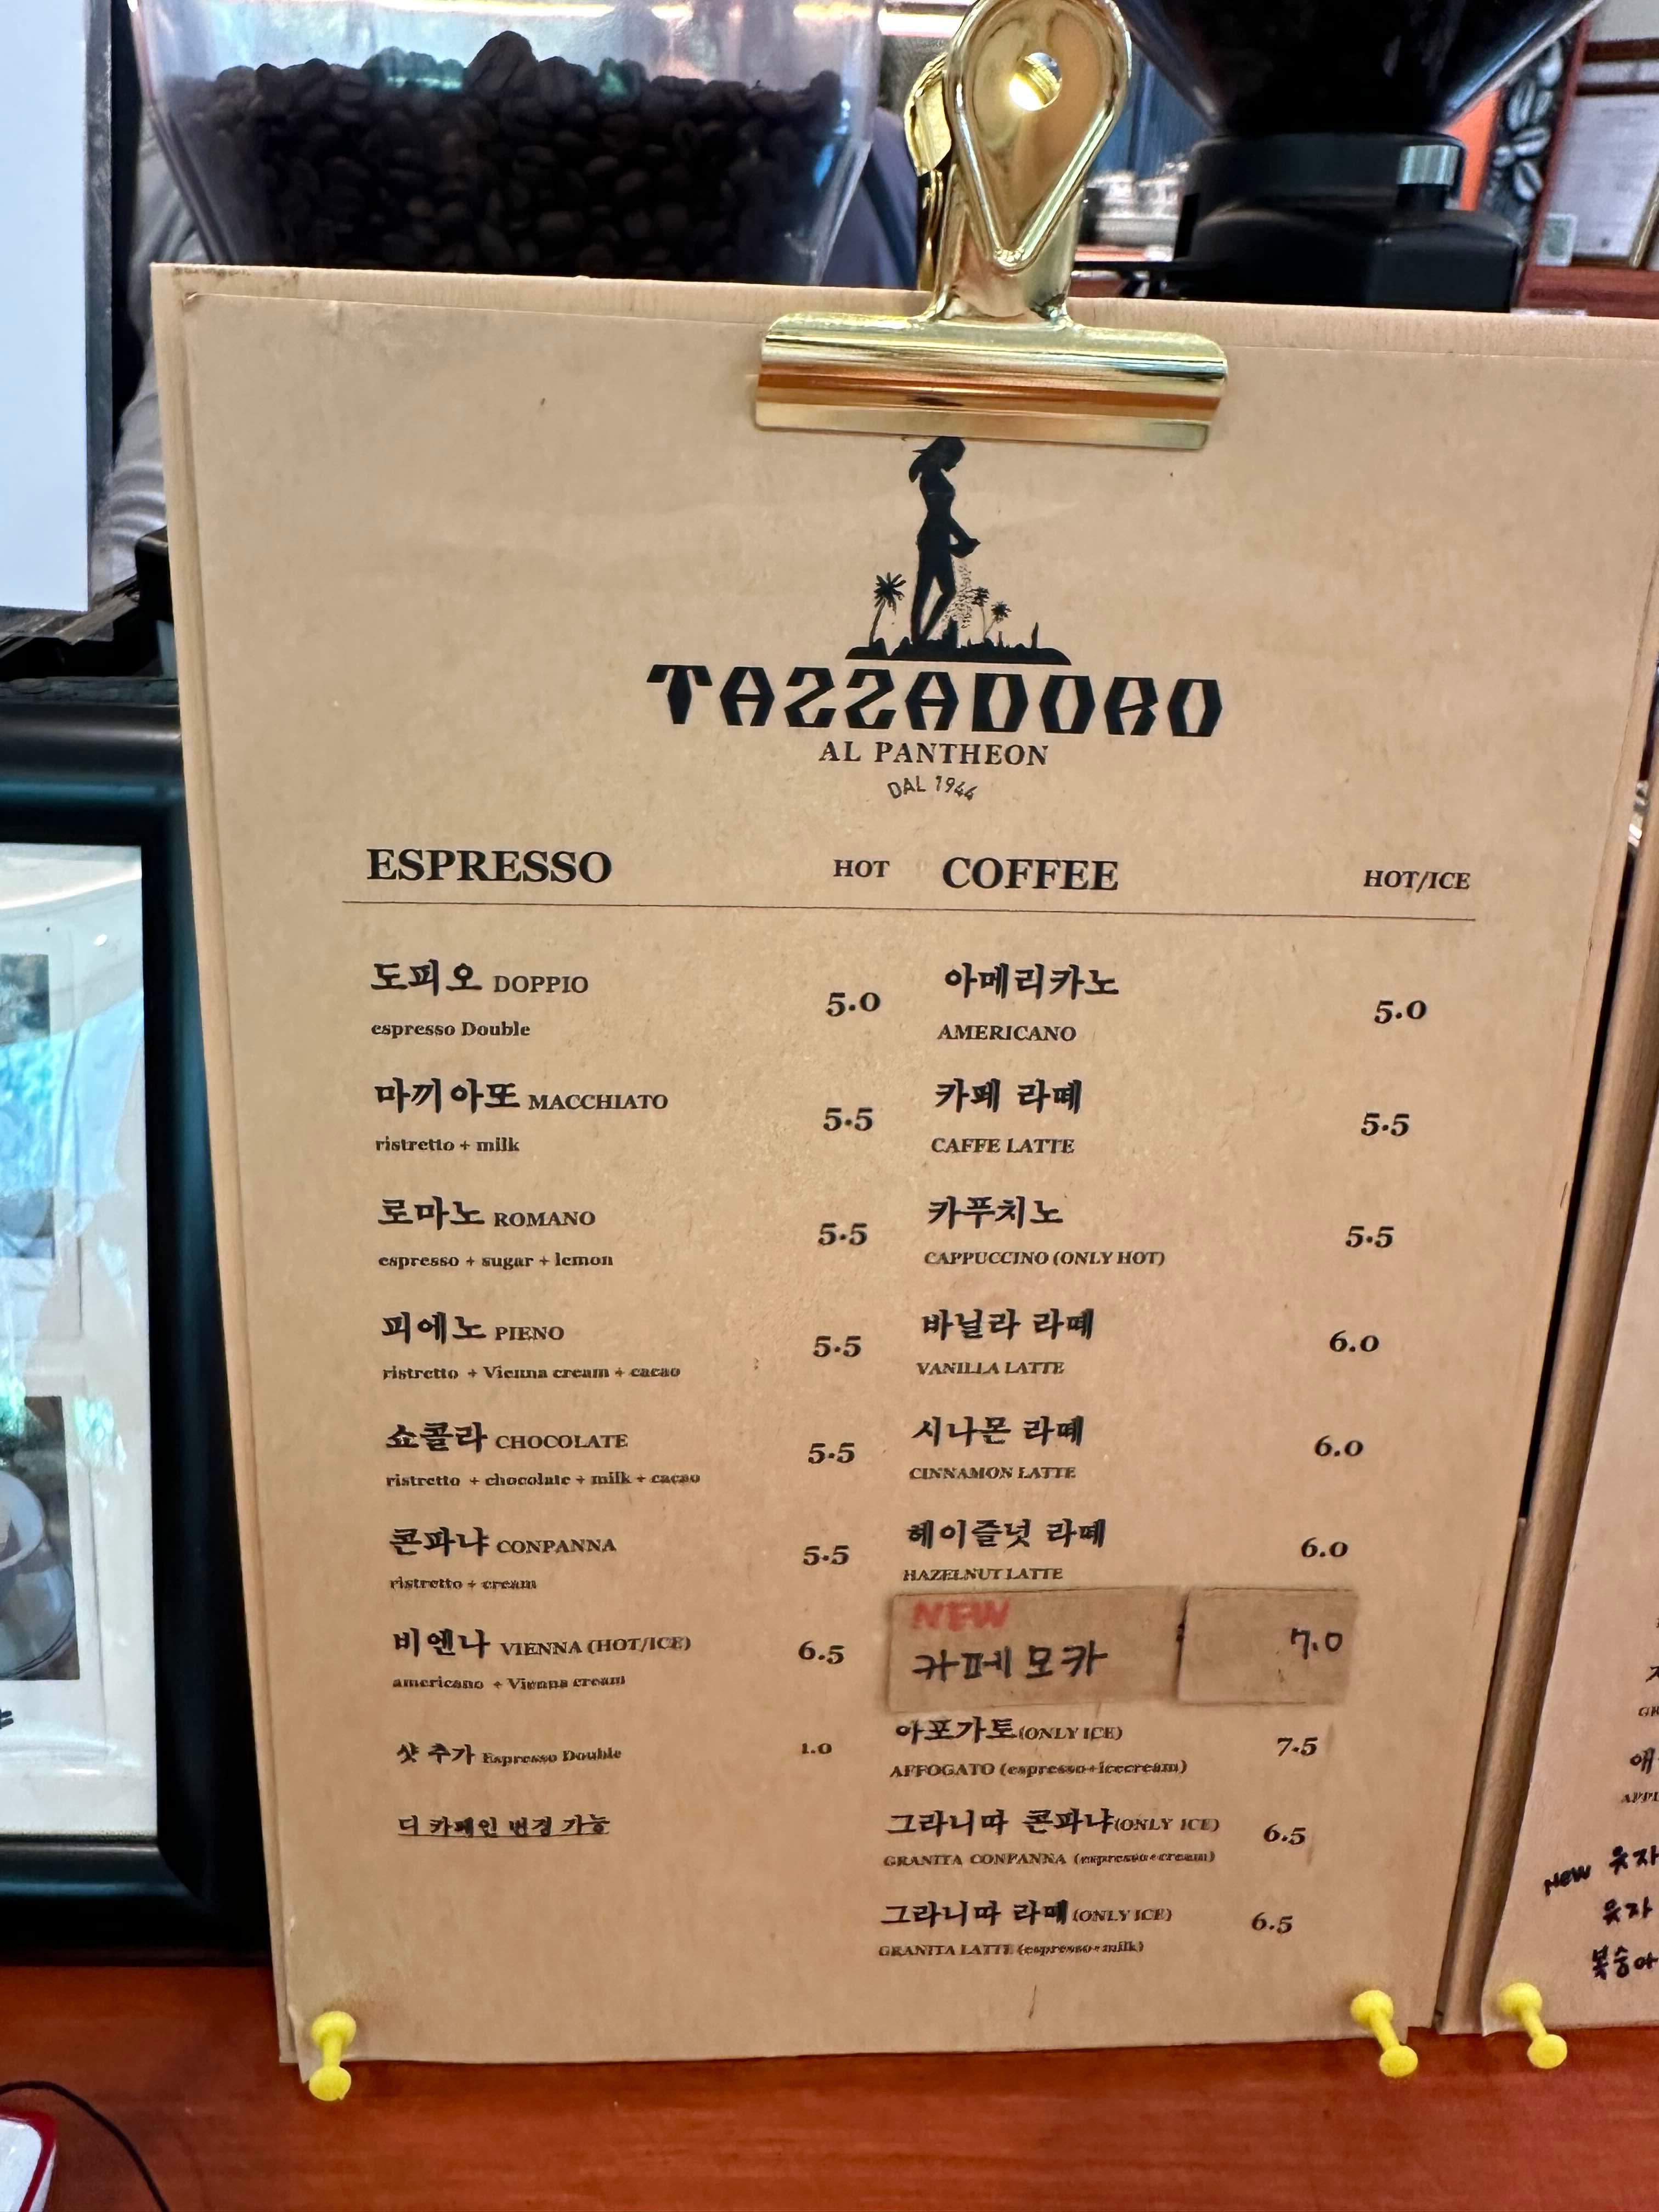 TAZZADORO
AL PANTHEON
DAL 1944
ESPRESSO HOT
도피오 DOPPIO 5.0
espresso Double
마끼아또 MACCHIATO 5.5
ristretto + milk
로마노 ROMANO 5.5
espresso + sugar + lemon
피에노 PIENO 5.5
ristretto + Vienna cream + cacao
쇼콜라 CHOCOLATE 5.5
ristretto + chocolate + milk + cacao
콘파냐 CONPANNA 5.5
ristretto + cream
비엔나 VIENNA (HOT/ICE) 6.5
americano + Vienna cream
샷 추가 Espresso Double 1.0
디 카페인 변경 가능
COFFEE HOT/ICE
아메리카노 5.0
AMERICANO
카페 라떼 5.5
CAFFE LATTE
카푸치노 5.5
CAPPUCCINO (ONLY HOT)
바닐라 라떼 6.0
VANILLA LATTE
시나몬 라떼 6.0
CINNAMON LATTE
헤이즐넛 라떼 6.0
HAZELNUT LATTE
NEW
카페모카 7.0
아포가토(ONLY ICE) 7.5
AFFOGATO (espresso+icecream)
그라니따 콘파냐(ONLY ICE) 6.5
GRANITA CONPANNA (espresso+cream)
그라니따 라떼(ONLY ICE) 6.5
GRANITA LATTE (espresso+milk)
NEW 유자
유자
복숭아